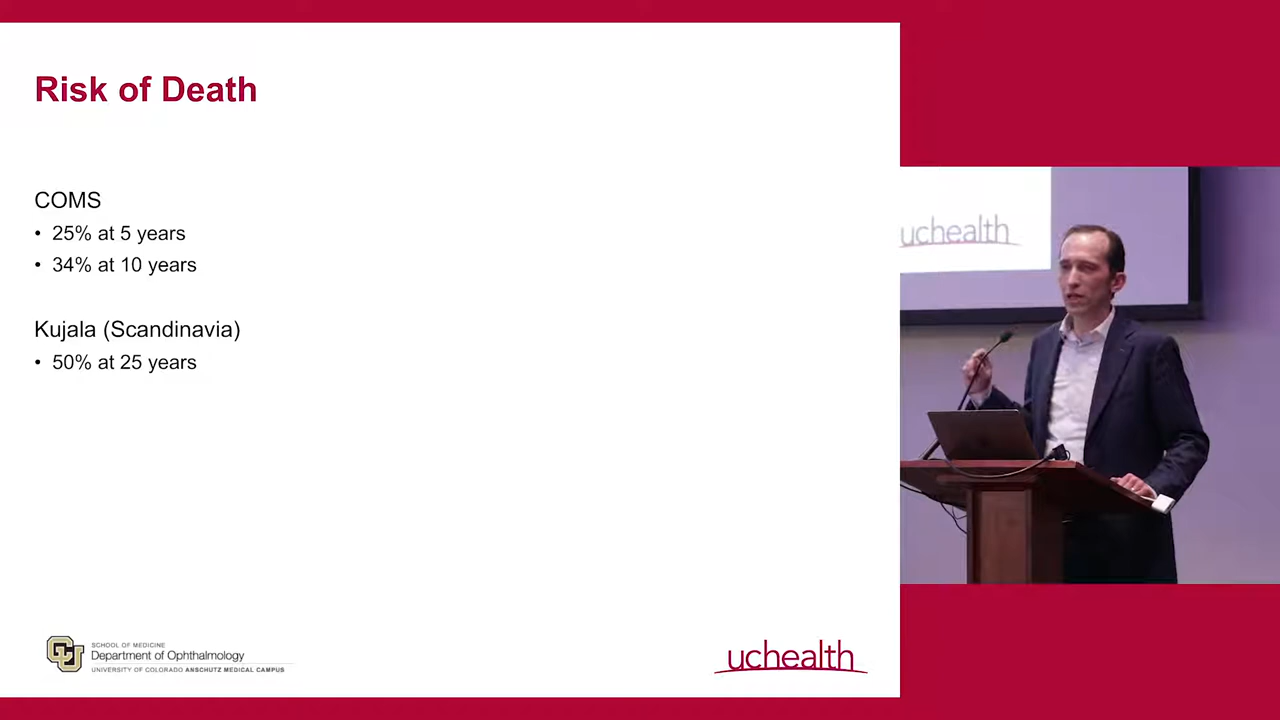 Risk of Death
COMS
• 25% at 5 years
• 34% at 10 years
Kujala (Scandinavia)
• 50% at 25 years
SCHOOL OF MEDICINE
Department of Ophthalmology
UNIVERSITY OF COLORADO ANSCHUTZ MEDICAL CAMPUS
uchealth
uchealth